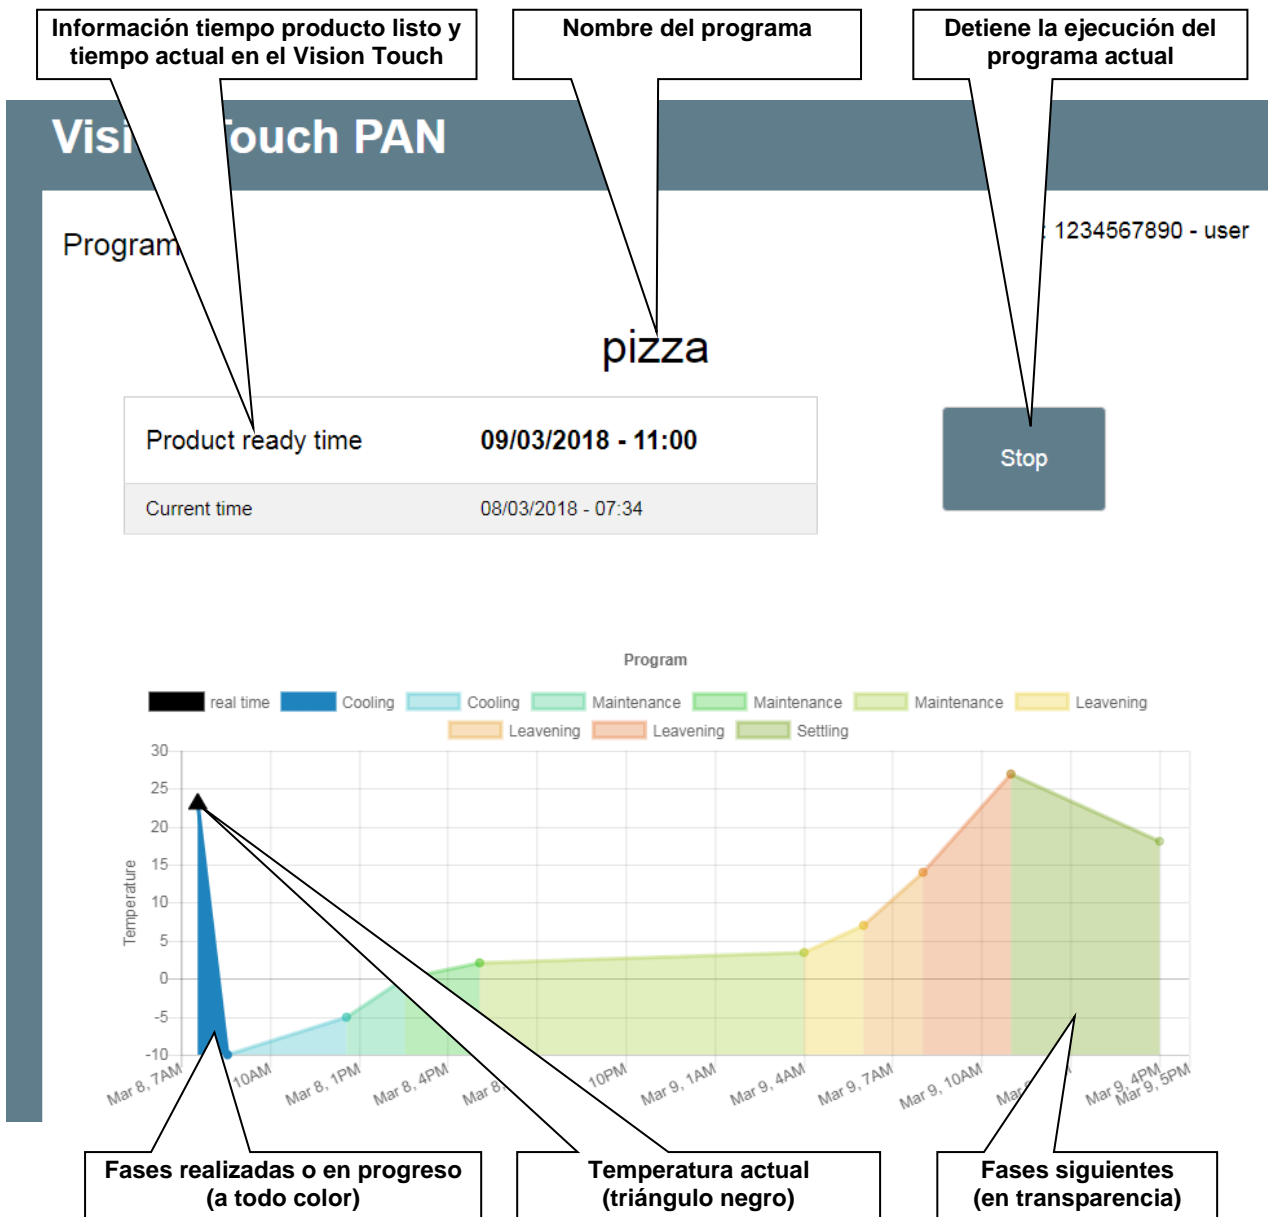 Información tiempo producto listo y
tiempo actual en el Vision Touch
Nombre del programa
Detiene la ejecución del
programa actual
Visi ouch PAN
Program
: 1234567890 - user
pizza
Product ready time 09/03/2018 - 11:00
Current time 08/03/2018 - 07:34
Stop
Program
real time Cooling Cooling Maintenance Maintenance Maintenance Leavening
Leavening Leavening Settling
30
25
20
15
10
5
0
-5
-10
Temperature
Mar 8, 7AM 10AM Mar 8, 1PM Mar 8, 4PM Mar 8, 10PM Mar 9, 1AM Mar 9, 4AM Mar 9, 7AM Mar 9, 10AM Mar 9, 4PM Mar 9, 5PM
Fases realizadas o en progreso
(a todo color)
Temperatura actual
(triángulo negro)
Fases siguientes
(en transparencia)